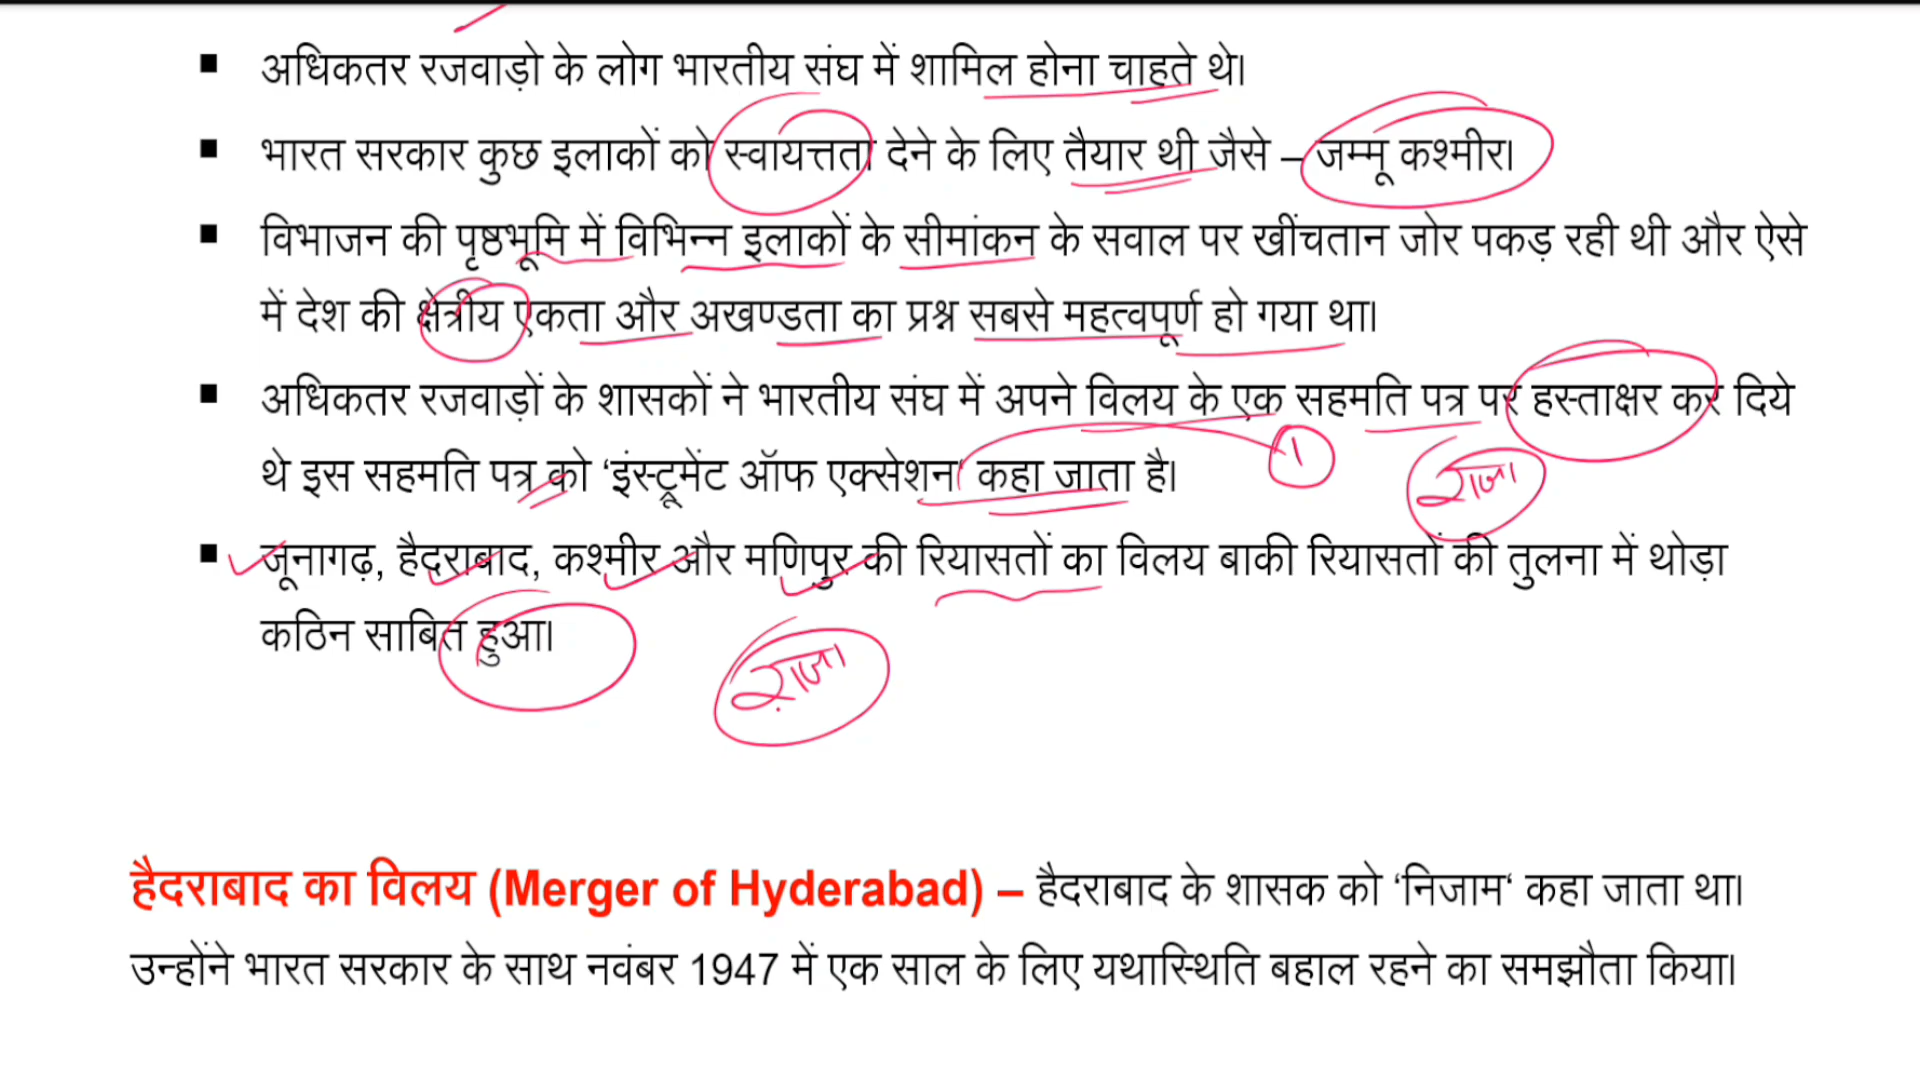 ▪ अधिकतर रजवाड़ो के लोग भारतीय संघ में शामिल होना चाहते थे।
▪ भारत सरकार कुछ इलाकों को स्वायत्तता देने के लिए तैयार थी जैसे – जम्मू कश्मीर।
▪ विभाजन की पृष्ठभूमि में विभिन्न इलाकों के सीमांकन के सवाल पर खींचतान जोर पकड़ रही थी और ऐसे
में देश की क्षेत्रीय एकता और अखण्डता का प्रश्न सबसे महत्वपूर्ण हो गया था।
▪ अधिकतर रजवाड़ों के शासकों ने भारतीय संघ में अपने विलय के एक सहमति पत्र पर हस्ताक्षर कर दिये
थे इस सहमति पत्र को ‘इंस्ट्रूमेंट ऑफ एक्सेशन‘ कहा जाता है।
1
राजा
▪ जूनागढ़, हैदराबाद, कश्मीर और मणिपुर की रियासतों का विलय बाकी रियासतों की तुलना में थोड़ा
कठिन साबित हुआ।
राजा
हैदराबाद का विलय (Merger of Hyderabad) – हैदराबाद के शासक को ‘निजाम‘ कहा जाता था।
उन्होंने भारत सरकार के साथ नवंबर 1947 में एक साल के लिए यथास्थिति बहाल रहने का समझौता किया।